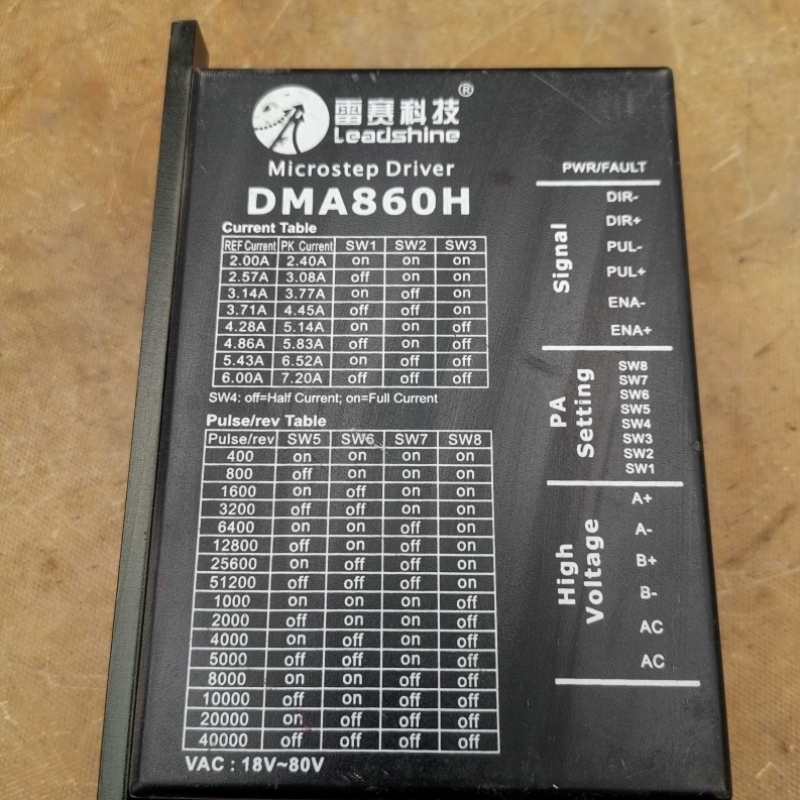 雷赛科技®
Leadshine
Microstep Driver
DMA860H
Current Table
REF Current PK Current SW1 SW2 SW3
2.00A 2.40A on on on
2.57A 3.08A off on on
3.14A 3.77A on off on
3.71A 4.45A off off on
4.28A 5.14A on on off
4.86A 5.83A off on off
5.43A 6.52A on off off
6.00A 7.20A off off off
SW4: off=Half Current; on=Full Current
Pulse/rev Table
Pulse/rev SW5 SW6 SW7 SW8
400 on on on on
800 off on on on
1600 on off on on
3200 off off on on
6400 on on off on
12800 off on off on
25600 on off off on
51200 off off off on
1000 on on on off
2000 off on on off
4000 on off on off
5000 off off on off
8000 on on off off
10000 off on off off
20000 on off off off
40000 off off off off
VAC : 18V~80V
PWR/FAULT
Signal
DIR-
DIR+
PUL-
PUL+
ENA-
ENA+
PA
Setting
SW8
SW7
SW6
SW5
SW4
SW3
SW2
SW1
High
Voltage
A+
A-
B+
B-
AC
AC